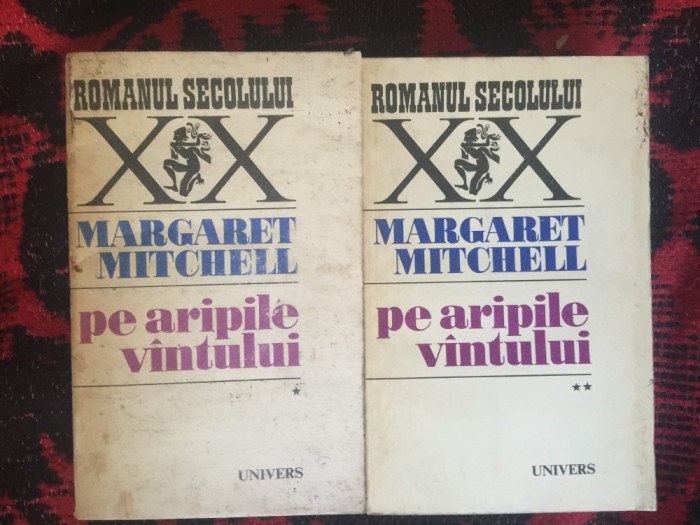 ROMANUL SECOLULUI
XX
MARGARET
MITCHELL
pe aripile
vîntului
*
UNIVERS
ROMANUL SECOLULUI
XX
MARGARET
MITCHELL
pe aripile
vîntului
**
UNIVERS